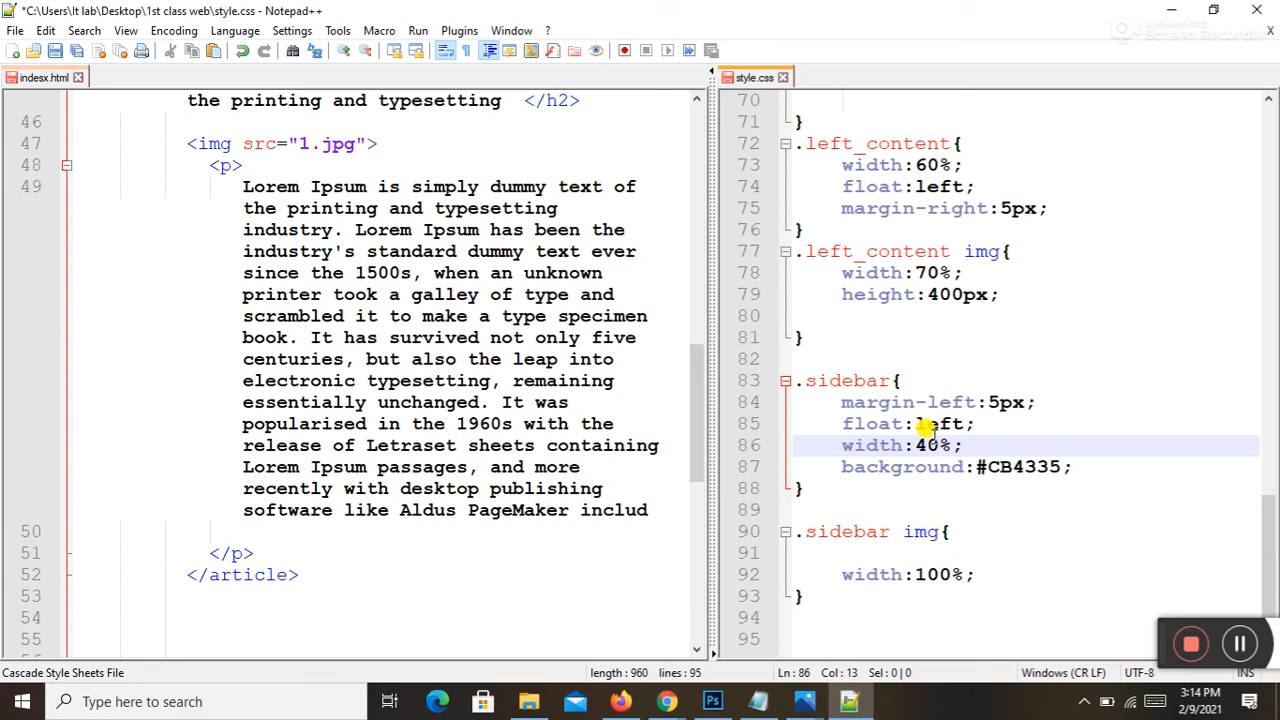 *C:\Users\lt lab\Desktop\1st class web\style.css - Notepad++
File Edit Search View Encoding Language Settings Tools Macro Run Plugins Window ?
X
indesx.html
the printing and typesetting </h2>
46
47 <img src="1.jpg">
48 <p>
49 Lorem Ipsum is simply dummy text of
the printing and typesetting
industry. Lorem Ipsum has been the
industry's standard dummy text ever
since the 1500s, when an unknown
printer took a galley of type and
scrambled it to make a type specimen
book. It has survived not only five
centuries, but also the leap into
electronic typesetting, remaining
essentially unchanged. It was
popularised in the 1960s with the
release of Letraset sheets containing
Lorem Ipsum passages, and more
recently with desktop publishing
software like Aldus PageMaker includ
50
51 </p>
52 </article>
53
54
55
style.css
70
71 }
72 .left_content{
73 width:60%;
74 float:left;
75 margin-right:5px;
76 }
77 .left_content img{
78 width:70%;
79 height:400px;
80
81 }
82
83 .sidebar{
84 margin-left:5px;
85 float:left;
86 width:40%;
87 background:#CB4335;
88 }
89
90 .sidebar img{
91
92 width:100%;
93 }
94
95
Cascade Style Sheets File length : 960 lines : 95 Ln : 86 Col : 13 Sel : 0 | 0 Windows (CR LF) UTF-8 INS
Type here to search
Ps
3:14 PM
2/9/2021